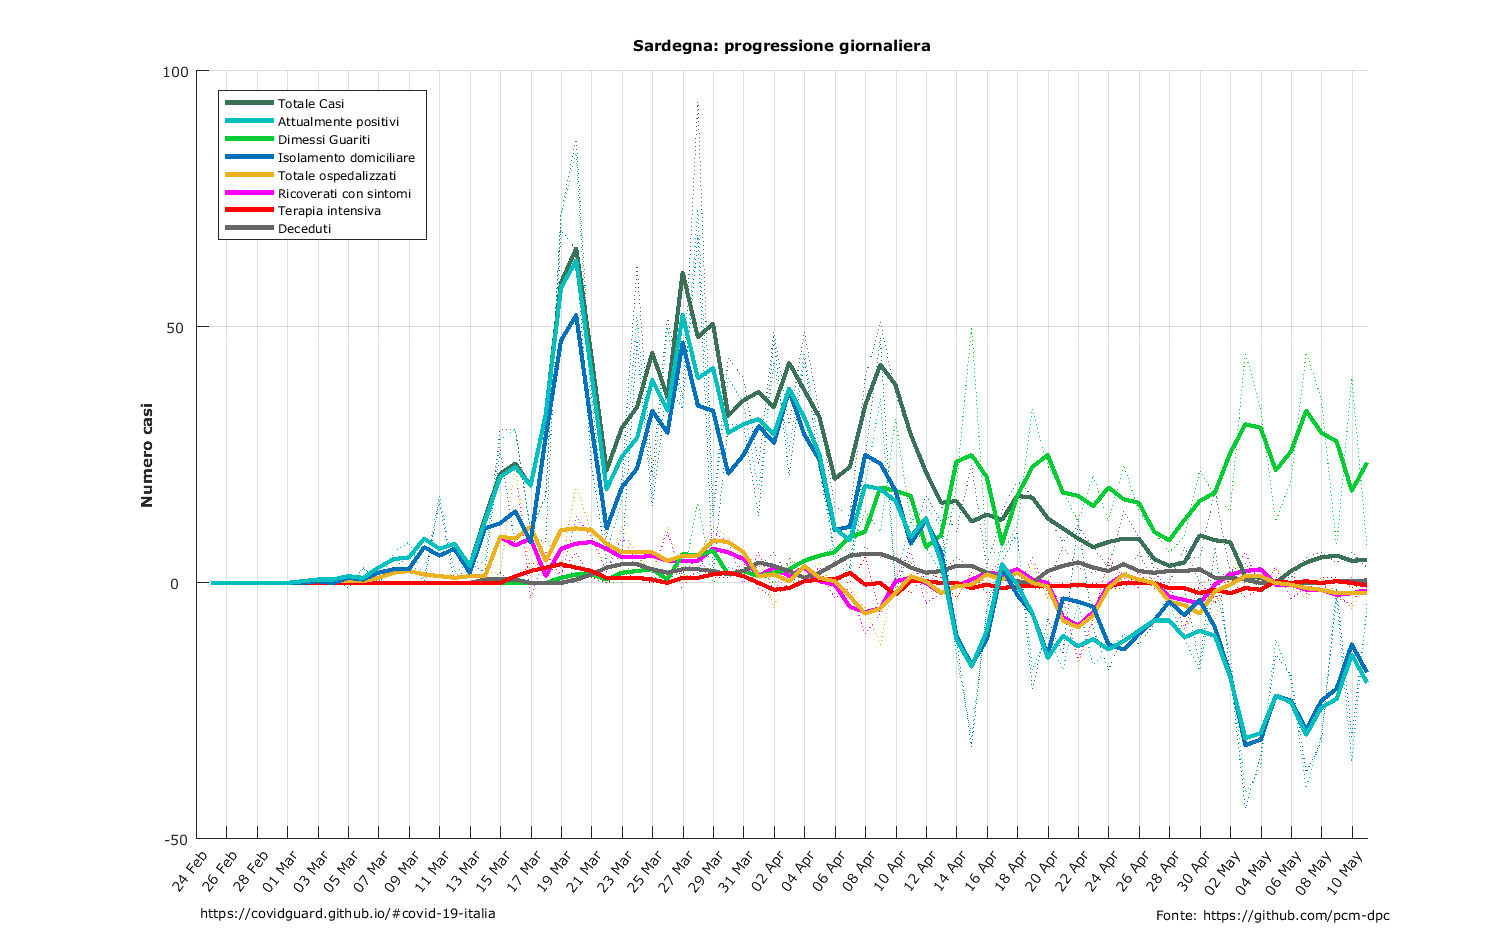 Sardegna: progressione giornaliera
100
50
0
-50
Numero casi
Totale Casi
Attualmente positivi
Dimessi Guariti
Isolamento domiciliare
Totale ospedalizzati
Ricoverati con sintomi
Terapia intensiva
Deceduti
24 Feb
26 Feb
28 Feb
01 Mar
03 Mar
05 Mar
07 Mar
09 Mar
11 Mar
13 Mar
15 Mar
17 Mar
19 Mar
21 Mar
23 Mar
25 Mar
27 Mar
29 Mar
31 Mar
02 Apr
04 Apr
06 Apr
08 Apr
10 Apr
12 Apr
14 Apr
16 Apr
18 Apr
20 Apr
22 Apr
24 Apr
26 Apr
28 Apr
30 Apr
02 May
04 May
06 May
08 May
10 May
https://covidguard.github.io/#covid-19-italia
Fonte: https://github.com/pcm-dpc